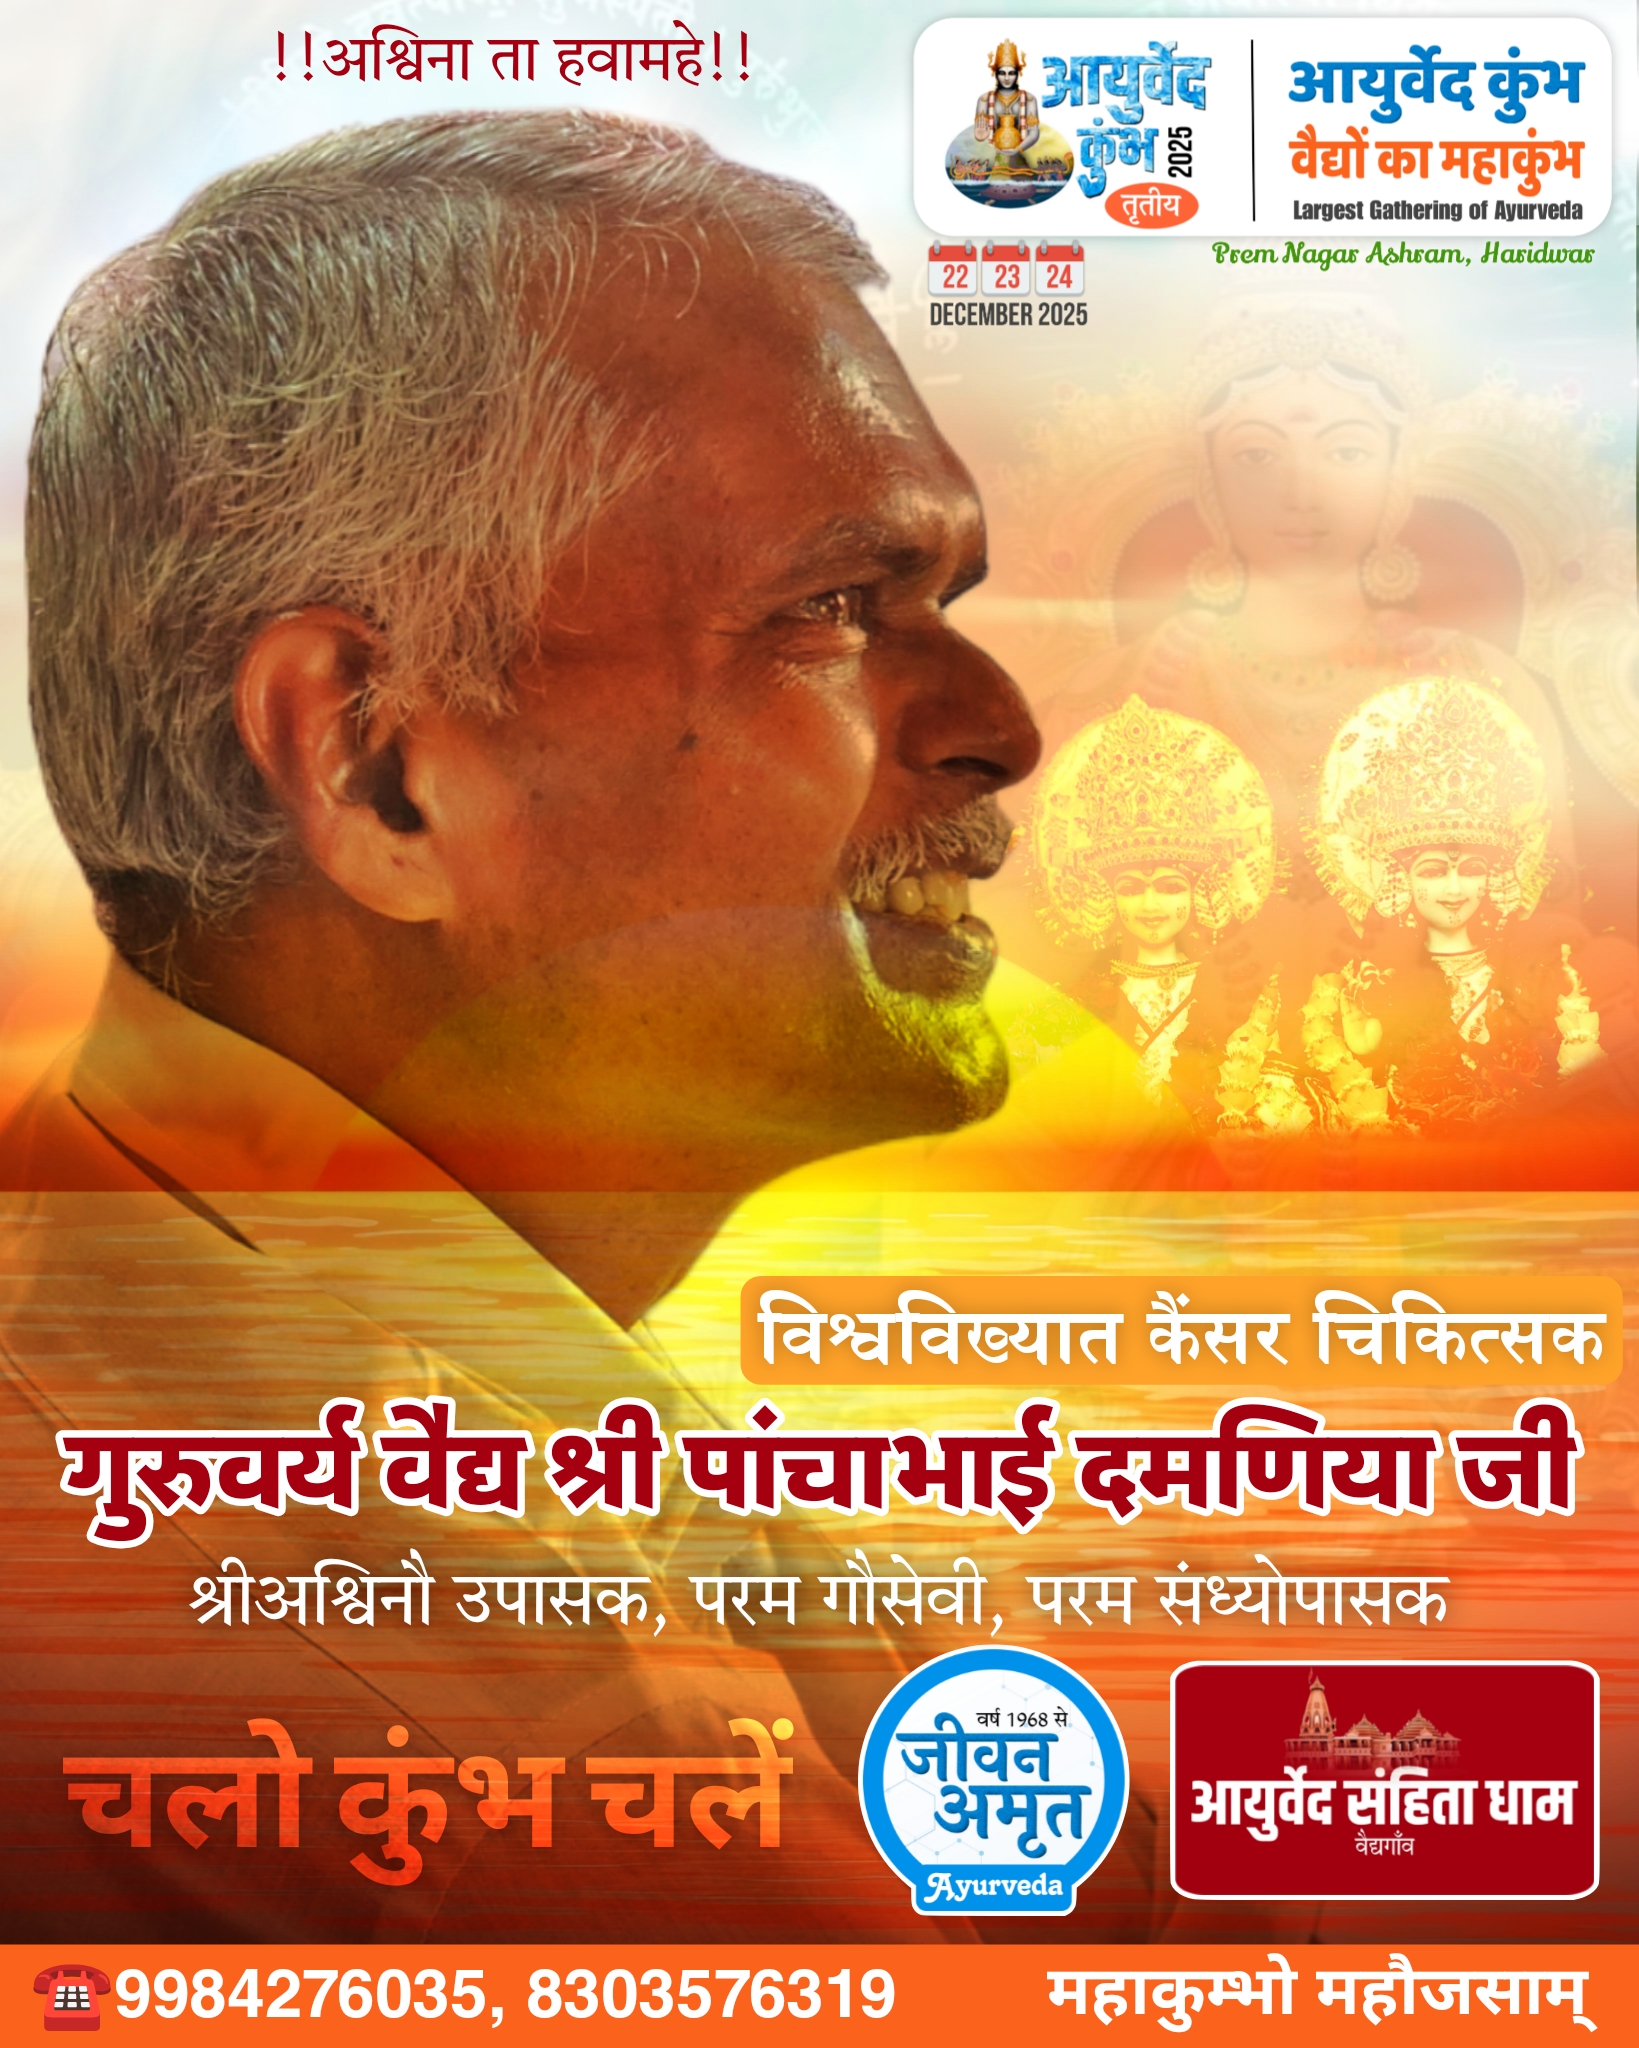 !!अश्विना ता हवामहे!!
आयुर्वेद
कुंभ
2025
तृतीय
आयुर्वेद कुंभ
वैद्यों का महाकुंभ
Largest Gathering of Ayurveda
Prem Nagar Ashram, Haridwar
22 23 24
DECEMBER 2025
विश्वविख्यात कैंसर चिकित्सक
गुरुवर्य वैद्य श्री पांचाभाई दमणिया जी
श्रीअश्विनौ उपासक, परम गौसेवी, परम संध्योपासक
चलो कुंभ चलें
वर्ष 1968 से
जीवन
अमृत
Ayurveda
आयुर्वेद संहिता धाम
वैद्यगाँव
9984276035, 8303576319
महाकुम्भो महौजसाम्